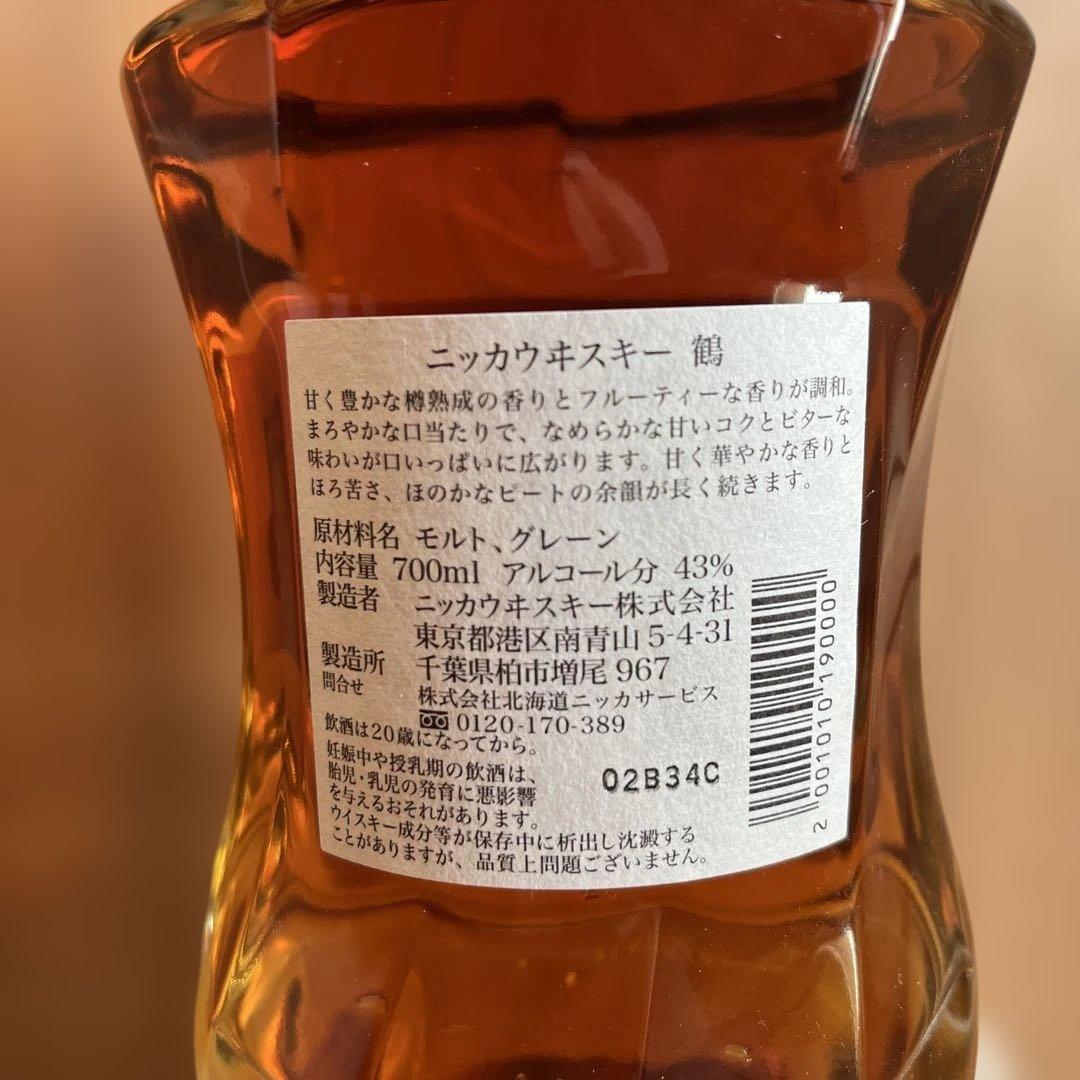 ニッカウヰスキー 鶴
甘く豊かな樽熟成の香りとフルーティーな香りが調和。
まろやかな口当たりで、なめらかな甘いコクとビターな
味わいが口いっぱいに広がります。甘く華やかな香りと
ほろ苦さ、ほのかなピートの余韻が長く続きます。
原材料名 モルト、グレーン
内容量 700ml アルコール分 43%
製造者 ニッカウヰスキー株式会社
東京都港区南青山 5-4-31
製造所 千葉県柏市増尾 967
問合せ 株式会社北海道ニッカサービス
0120-170-389
飲酒は20歳になってから。
妊娠中や授乳期の飲酒は、
胎児・乳児の発育に悪影響
を与えるおそれがあります。
ウイスキー成分等が保存中に析出し沈澱する
ことがありますが、品質上問題ございません。
02B34C
2 001010 190000